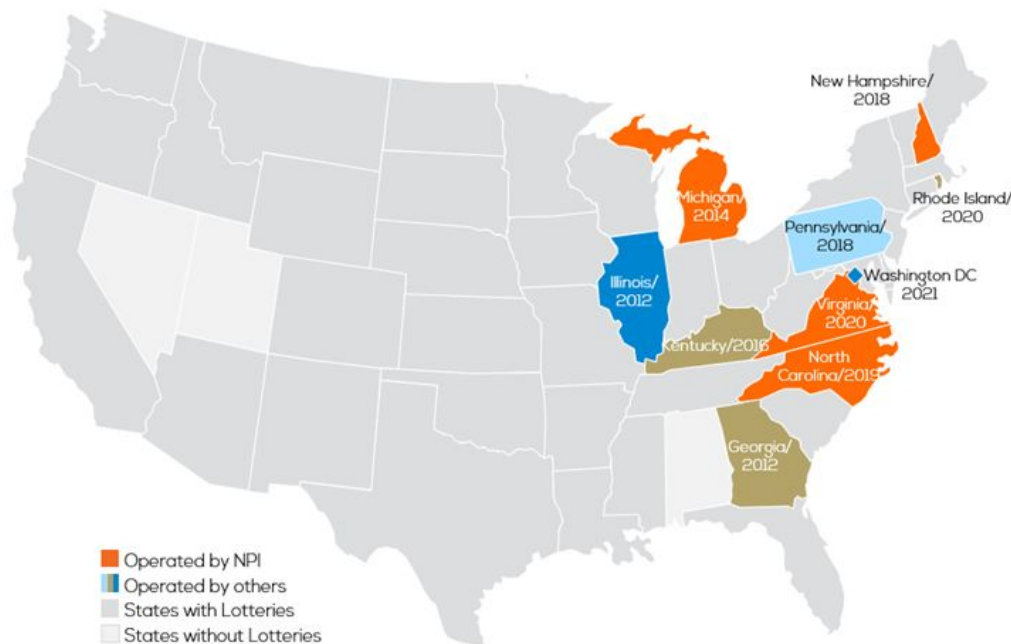 New Hampshire/
2018
Michigan/
2014
Rhode Island/
2020
Pennsylvania/
2018
Illinois/
2012
Washington DC
2021
Virginia/
2020
Kentucky/2016
North
Carolina/2019
Georgia/
2012
Operated by NPI
Operated by others
States with Lotteries
States without Lotteries